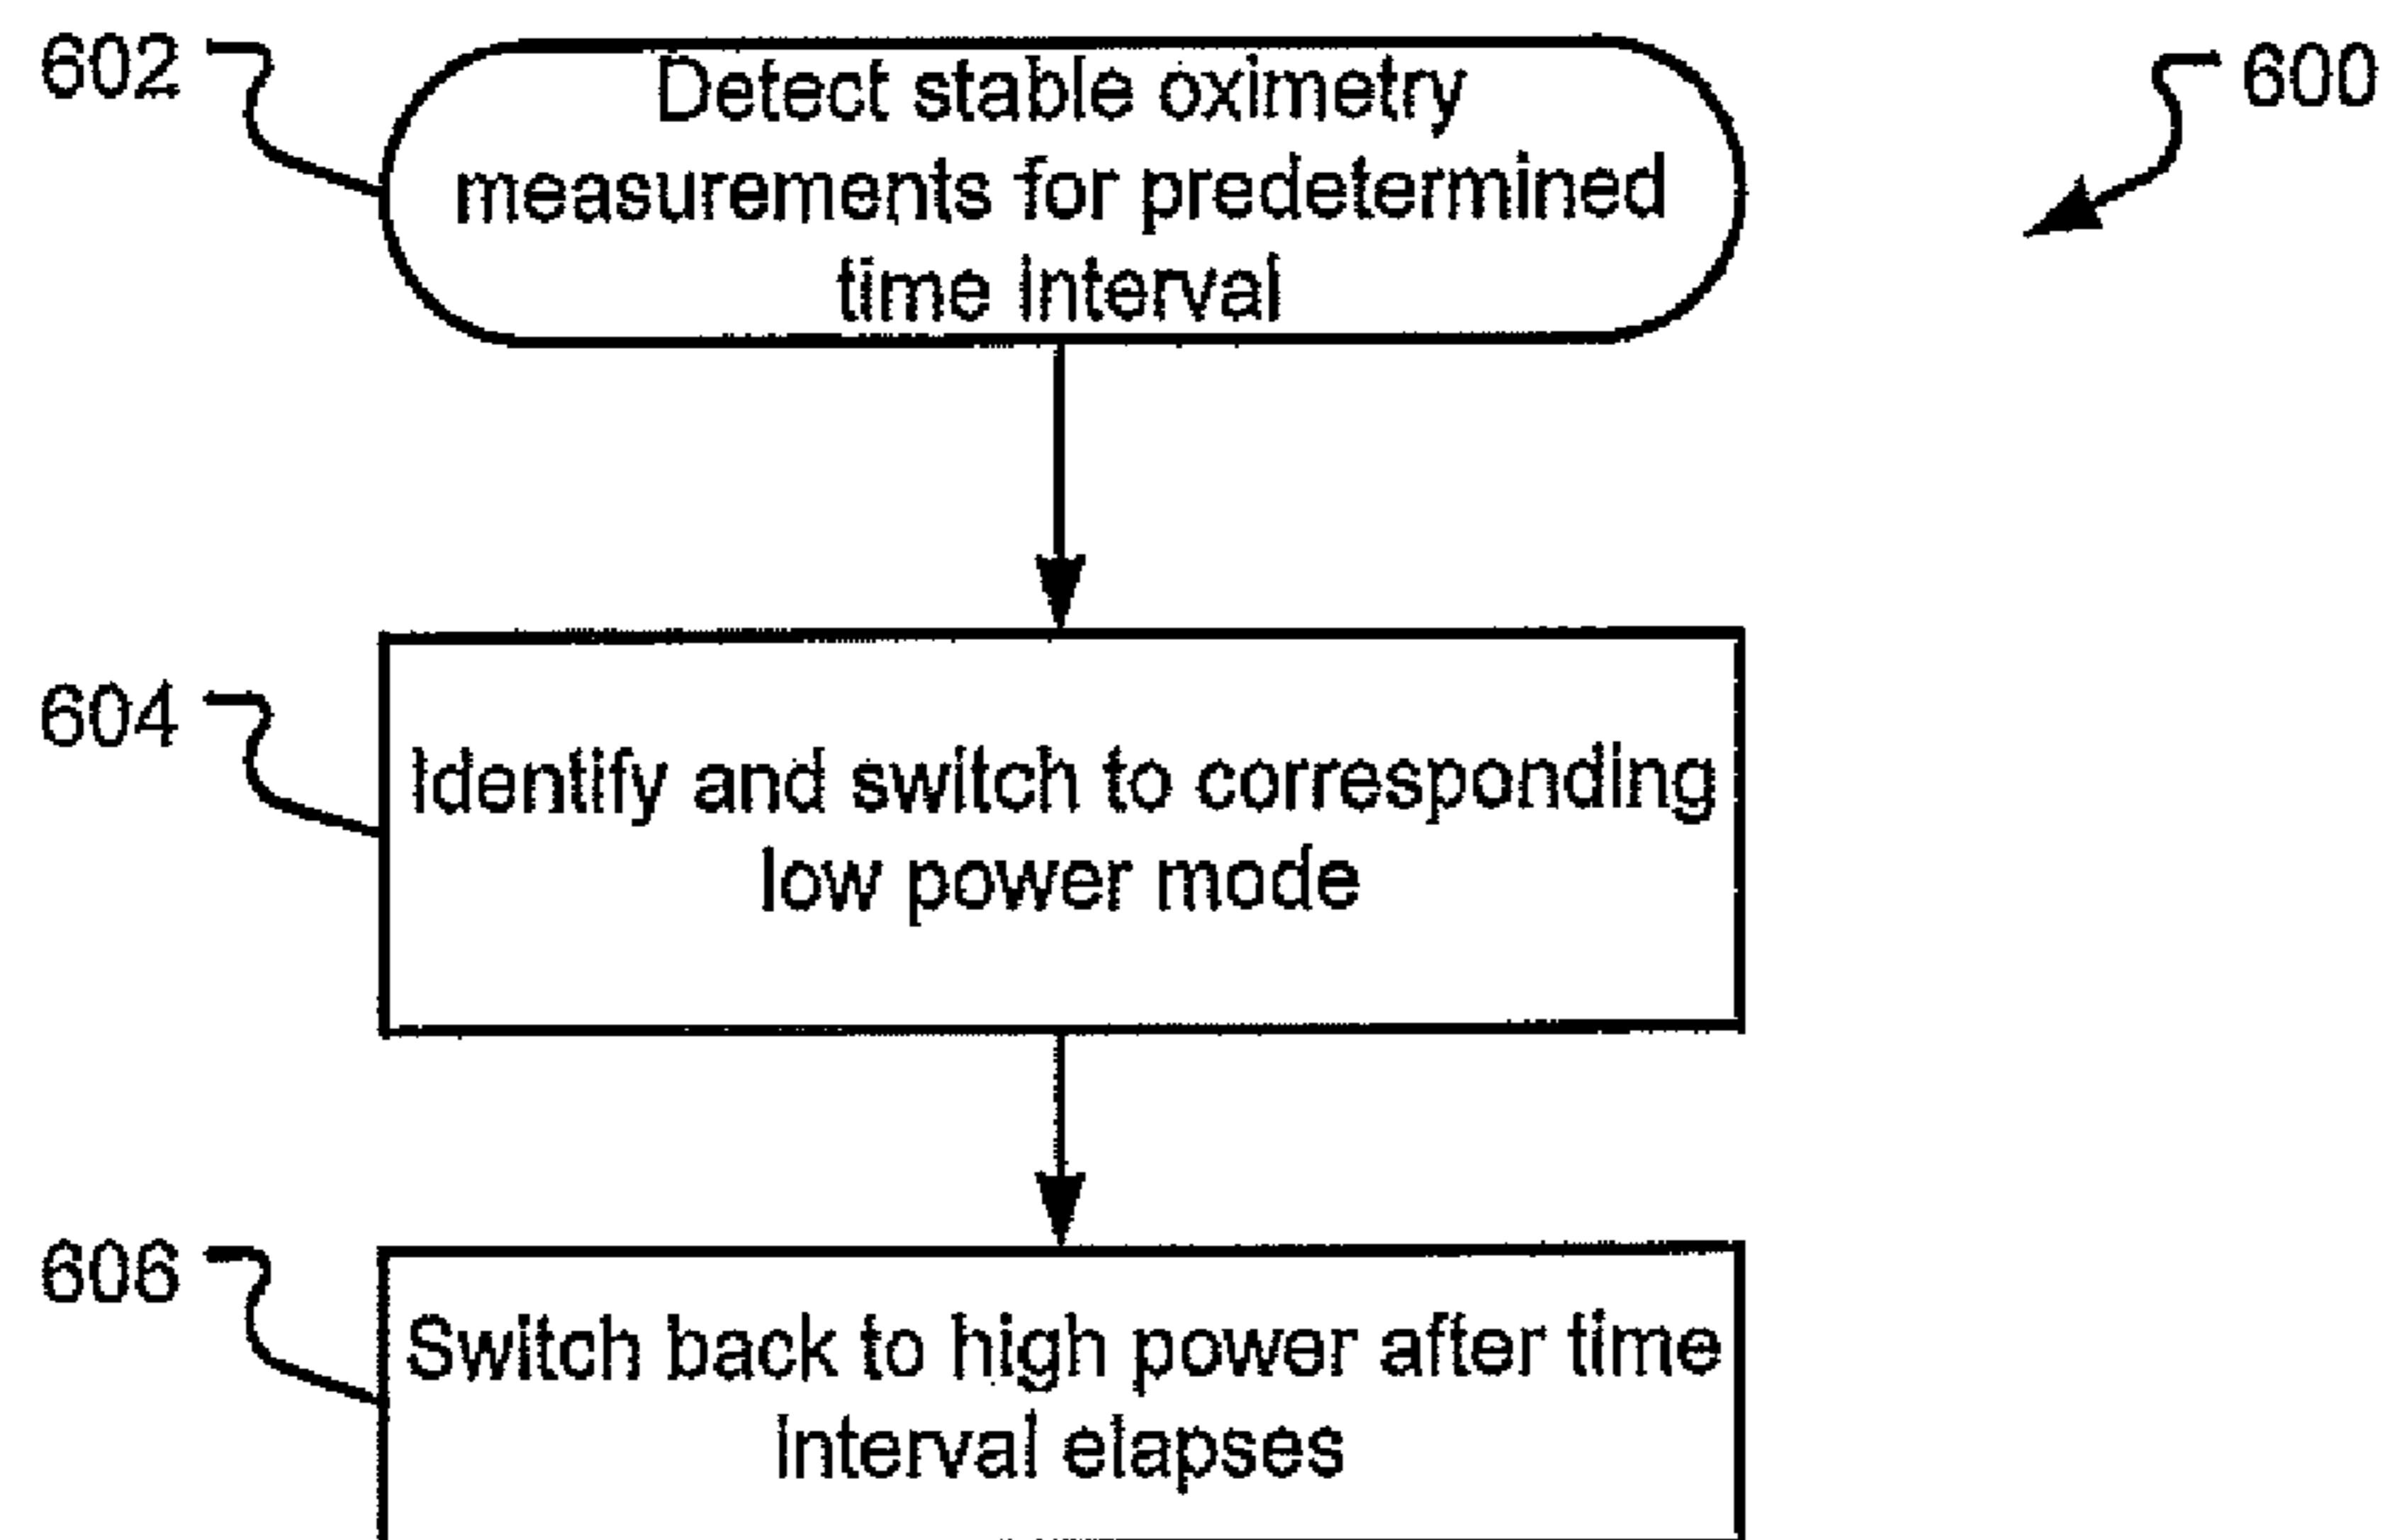 602
600
Detect stable oximetry
measurements for predetermined
time Interval
604
Identify and switch to corresponding
low power mode
606
Switch back to high power after time
Interval elapses